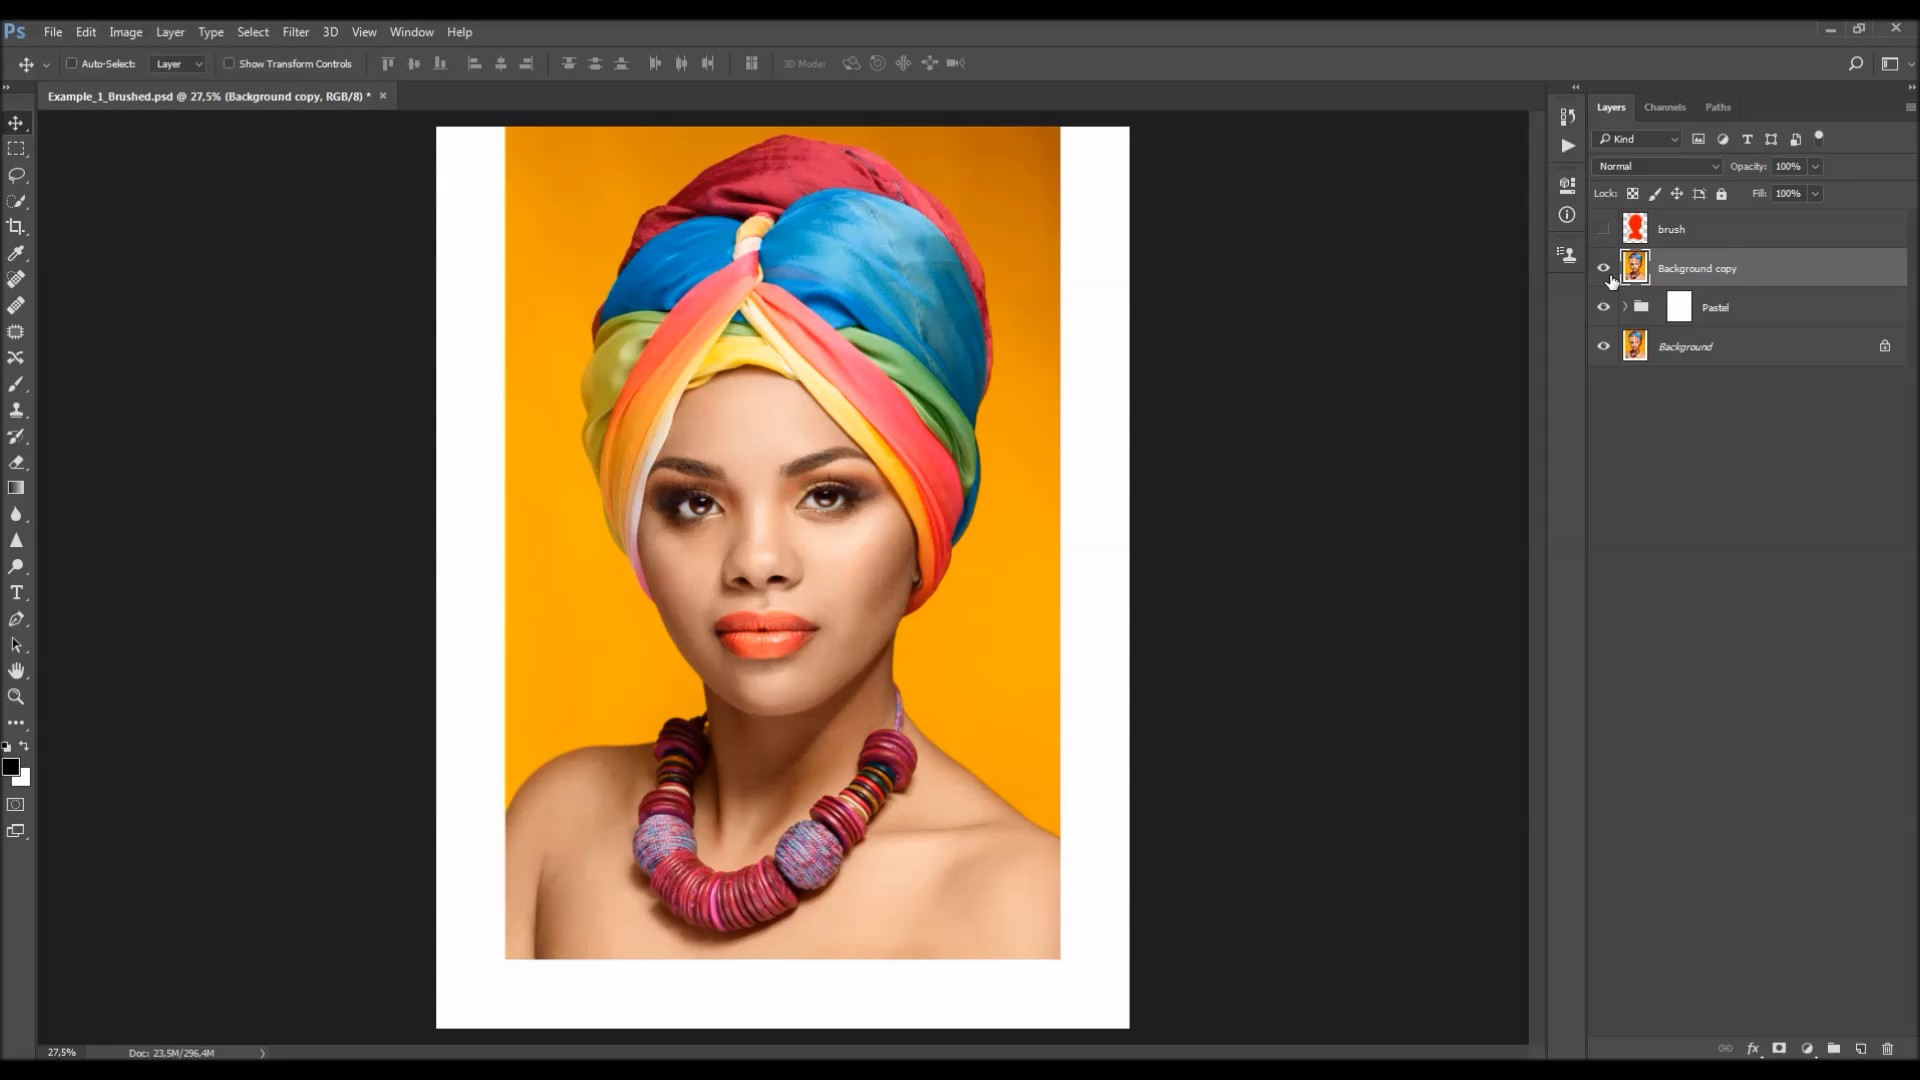 Ps File Edit Image Layer Type Select Filter 3D View Window Help
Auto-Select: Layer Show Transform Controls 3D Mode:
Example_1_Brushed.psd @ 27,5% (Background copy, RGB/8) * ×
Layers Channels Paths
Kind
Normal Opacity: 100%
Lock: Fill: 100%
brush
Background copy
Pastel
Background
27,5% Doc: 23,5M/296,4M